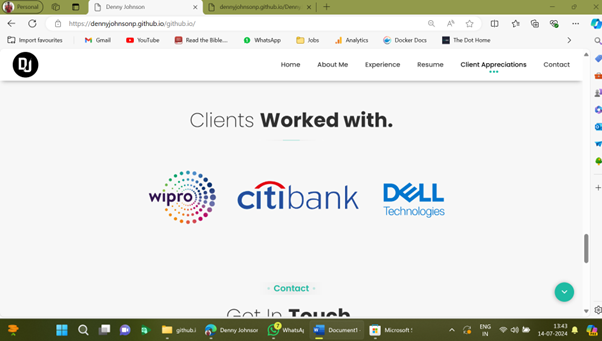 Personal
Denny Johnson
dennyjohnsonp.github.io/Denny
https://dennyjohnsonp.github.io/github.io/
Import favourites
Gmail
YouTube
Read the Bible....
WhatsApp
Jobs
Analytics
Docker Docs
The Dot Home
DJ
Home
About Me
Experience
Resume
Client Appreciations
Contact
Clients Worked with.
wipro
citibank
DELL
Technologies
Contact
Get In Touch
github.i
Denny Johnson
7
WhatsAp
Document1
Microsoft S
ENG
IN
13:43
14-07-2024